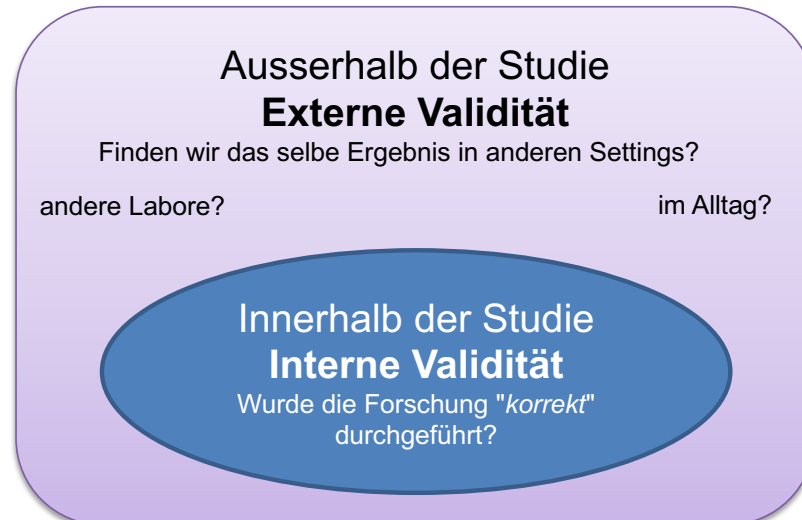 Ausserhalb der Studie
Externe Validität
Finden wir das selbe Ergebnis in anderen Settings?
andere Labore?
im Alltag?
Innerhalb der Studie
Interne Validität
Wurde die Forschung "korrekt"
durchgeführt?